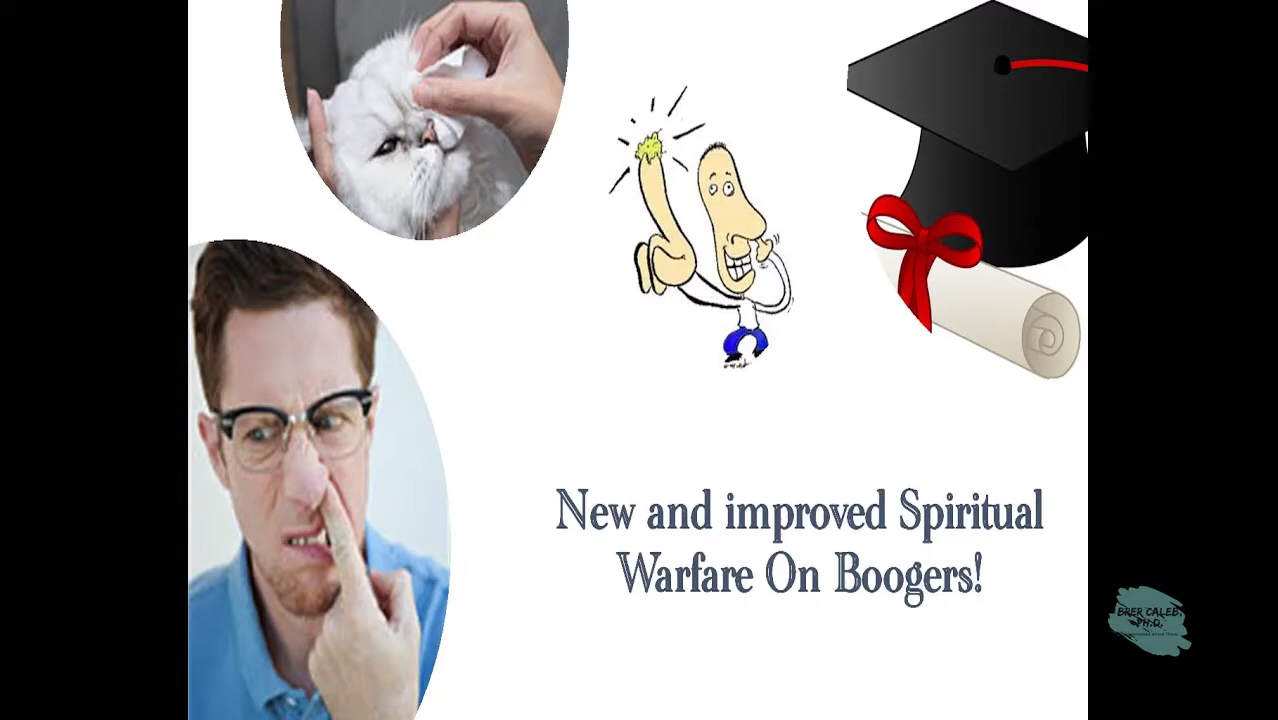 New and improved Spiritual
Warfare On Boogers!
BRER CALEB,
PH.D.